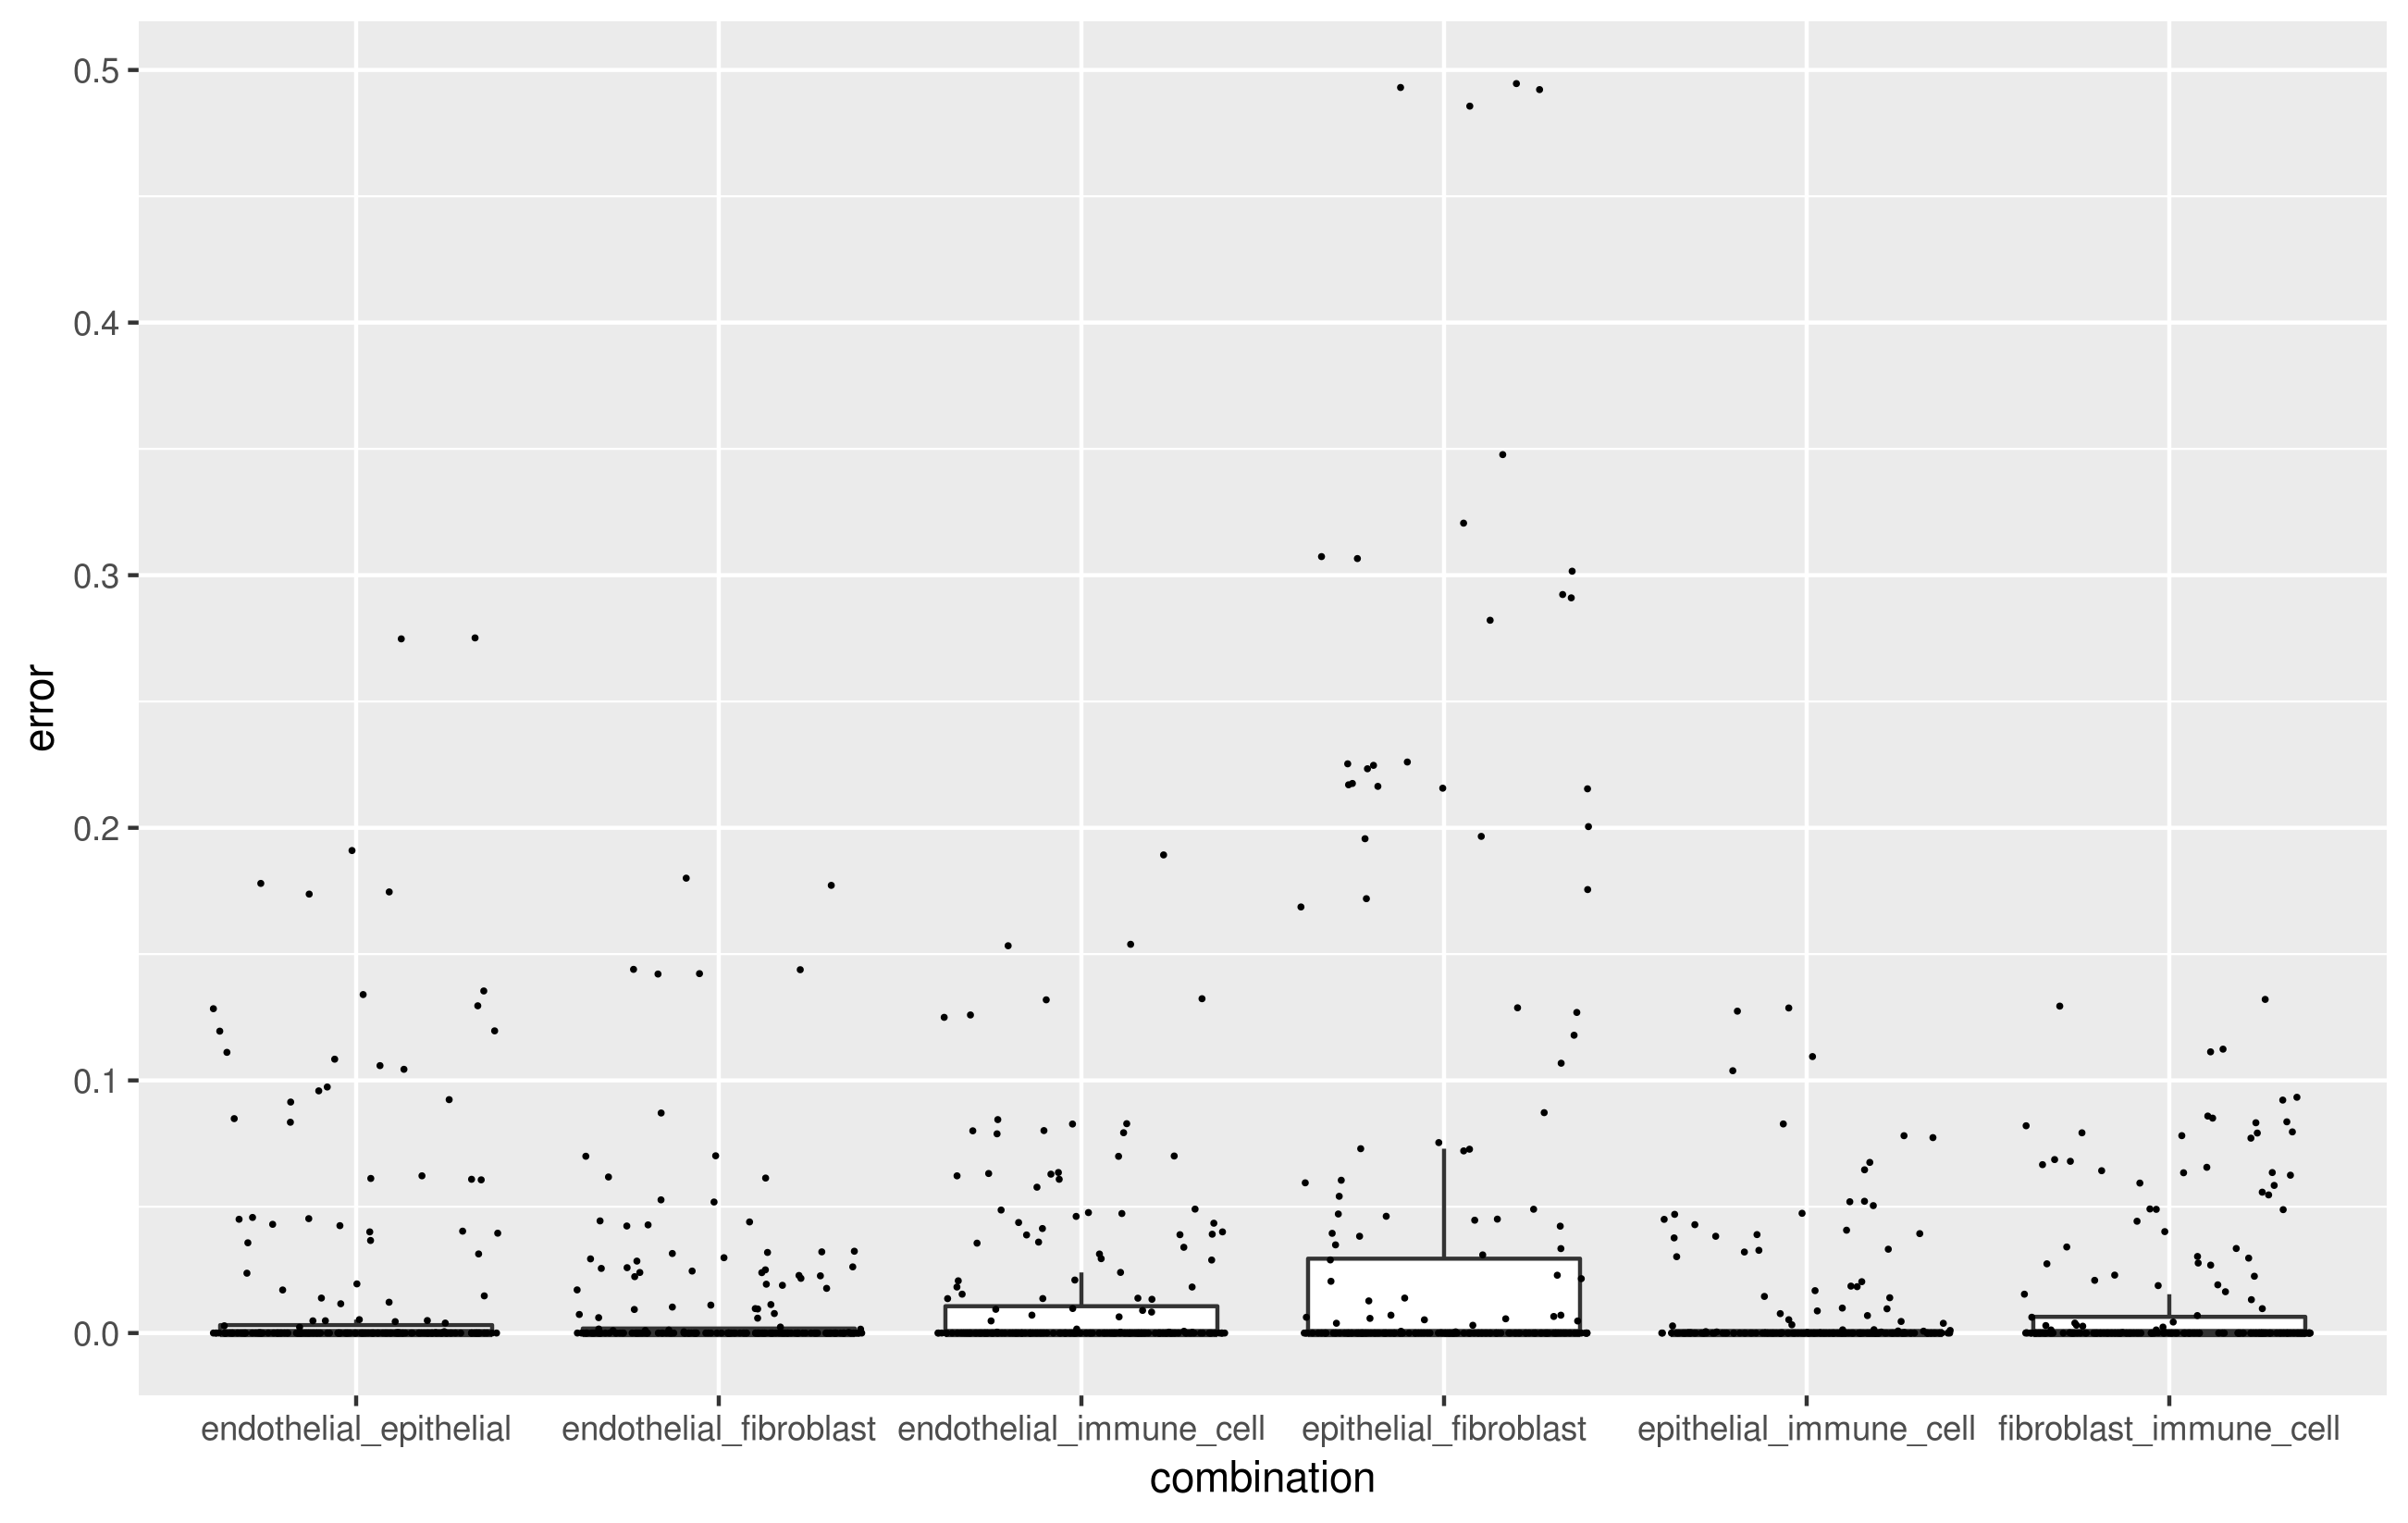 0.5
0.4
0.3
0.2
0.1
0.0
error
endothelial_epithelial endothelial_fibroblast endothelial_immune_cell epithelial_fibroblast epithelial_immune_cell fibroblast_immune_cell
combination